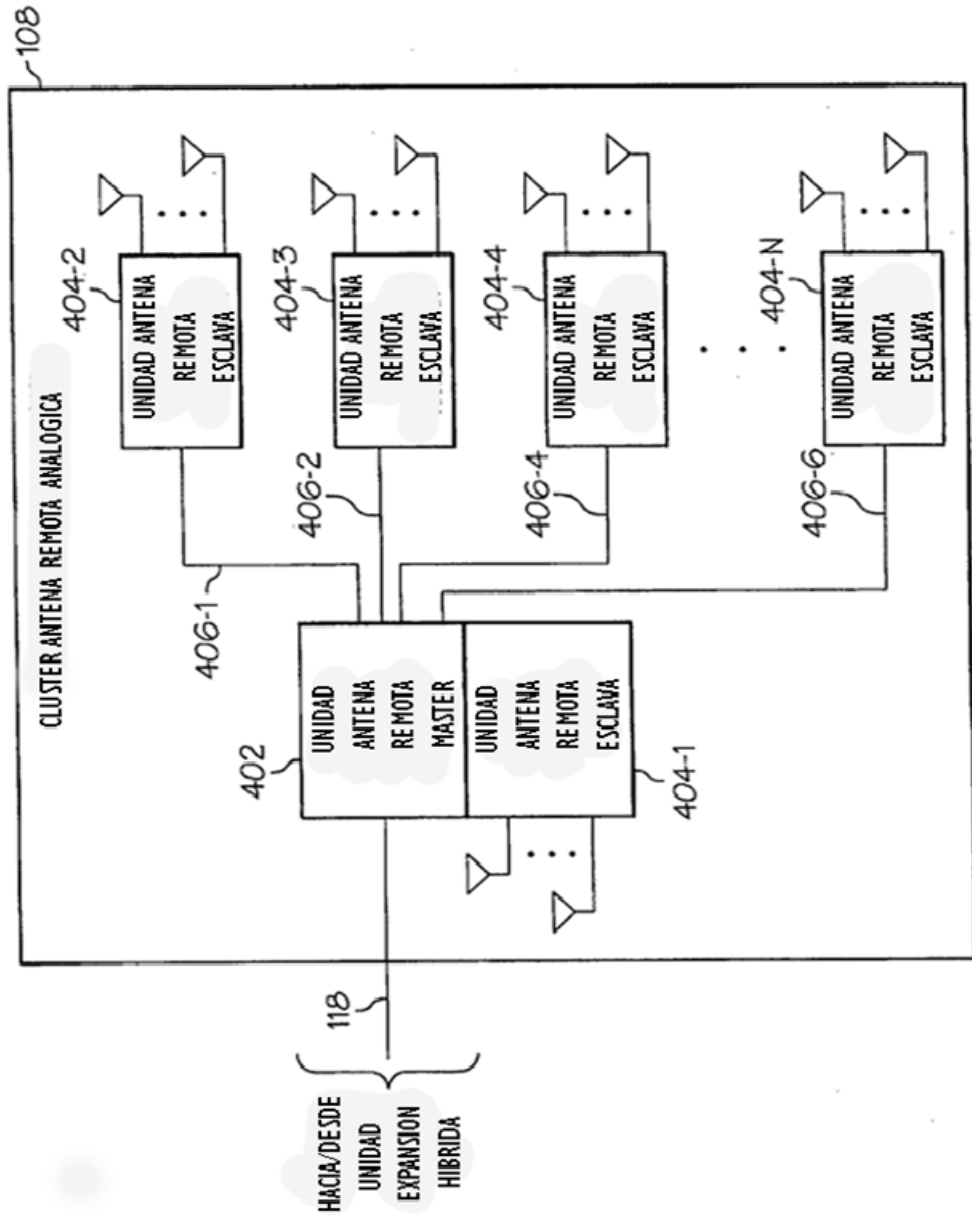 108
CLUSTER ANTENA REMOTA ANALOGICA
404-2
UNIDAD ANTENA
REMOTA
ESCLAVA
406-1
404-3
UNIDAD ANTENA
REMOTA
ESCLAVA
406-2
404-4
UNIDAD ANTENA
REMOTA
ESCLAVA
406-4
404-N
UNIDAD ANTENA
REMOTA
ESCLAVA
406-6
402
UNIDAD
ANTENA
REMOTA
MASTER
UNIDAD
ANTENA
REMOTA
ESCLAVA
404-1
118
HACIA/DESDE
UNIDAD
EXPANSION
HIBRIDA